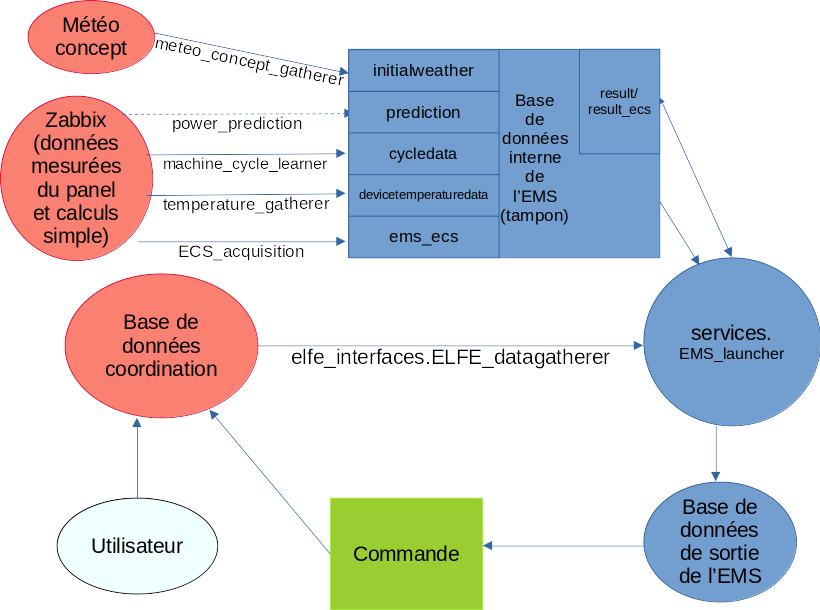 Météo
concept
meteo_concept_gatherer
Zabbix
(données
mesurées
du panel
et calculs
simple)
power_prediction
machine_cycle_learner
temperature_gatherer
ECS_acquisition
initialweather
prediction
cycledata
devicetemperaturedata
ems_ecs
Base
de
données
interne
de
l’EMS
(tampon)
result/
result_ecs
Base de
données
coordination
elfe_interfaces.ELFE_datagatherer
services.
EMS_launcher
Utilisateur
Commande
Base de
données
de sortie
de l’EMS